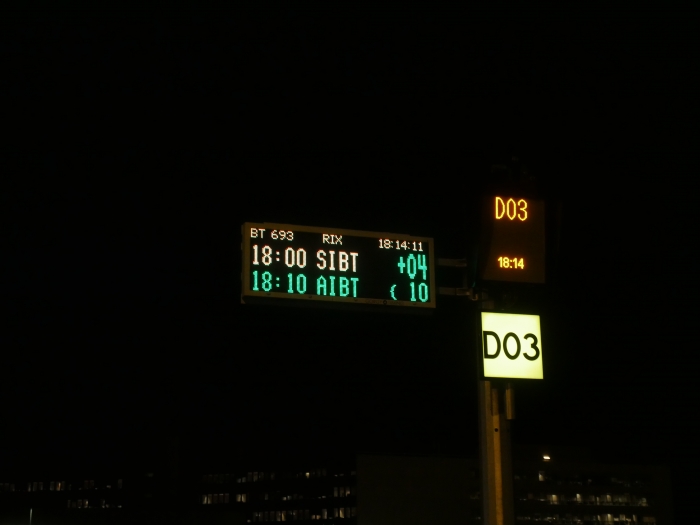 BT 693 RIX 18:14:11
18:00 SIBT +04
18:10 AIBT ( 10
D03
18:14
D03